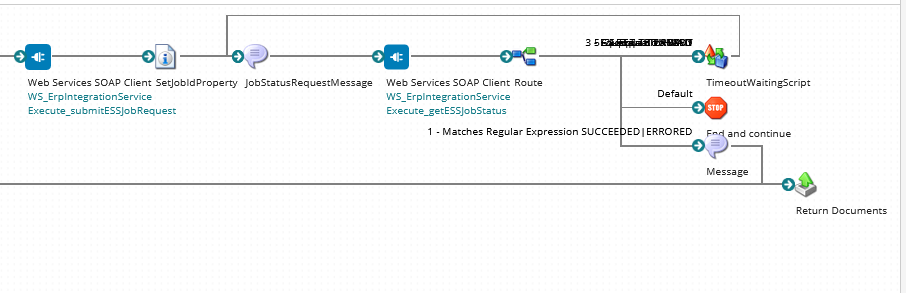 Web Services SOAP Client
WS_ErpIntegrationService
Execute_submitESSJobRequest
SetJobIdProperty
JobStatusRequestMessage
Web Services SOAP Client
WS_ErpIntegrationService
Execute_getESSJobStatus
Route
TimeoutWaitingScript
Default
STOP
End and continue
1 - Matches Regular Expression SUCCEEDED|ERRORED
Message
Return Documents